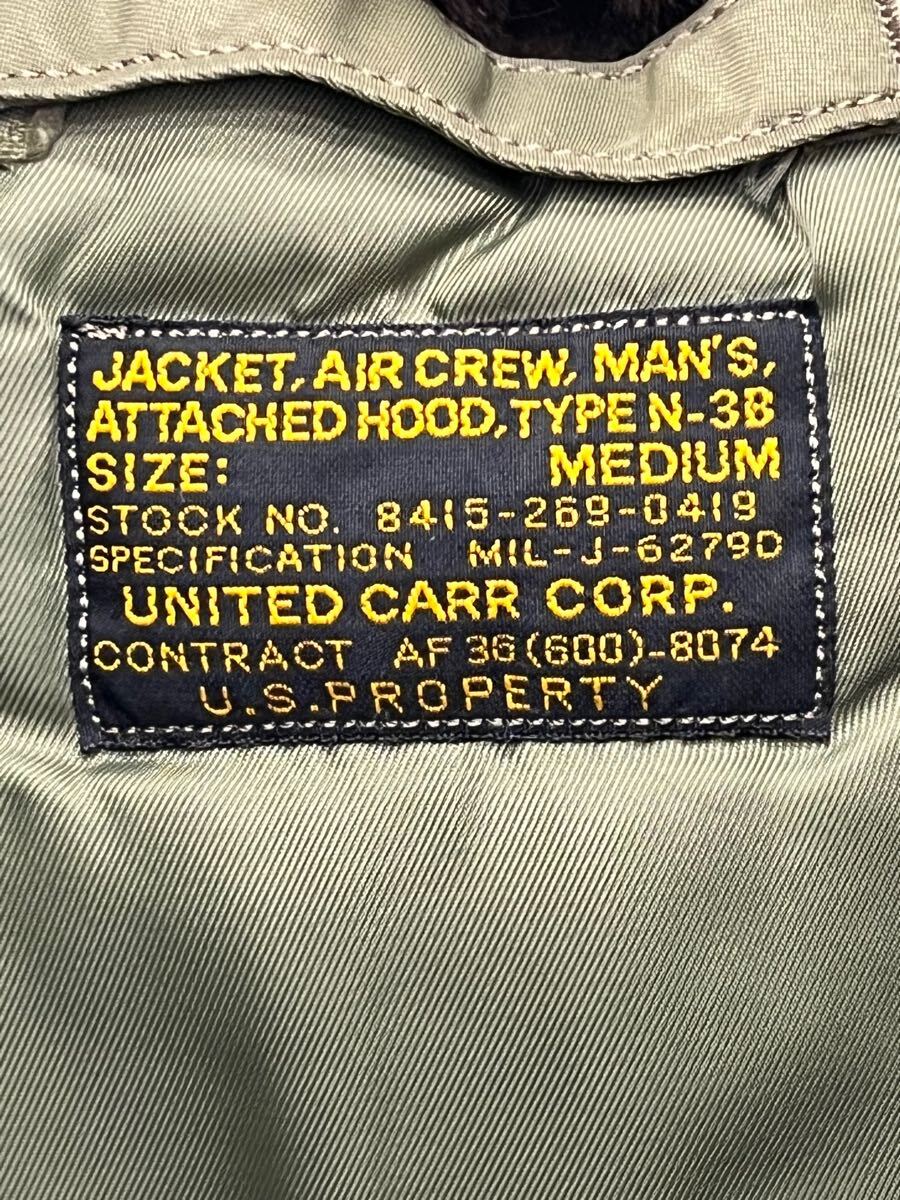 JACKET, AIR CREW, MAN'S,
ATTACHED HOOD, TYPE N-3B
SIZE: MEDIUM
STOCK NO. 8415-269-0419
SPECIFICATION MIL-J-6279D
UNITED CARR CORP.
CONTRACT AF 36(600)-8074
U.S. PROPERTY